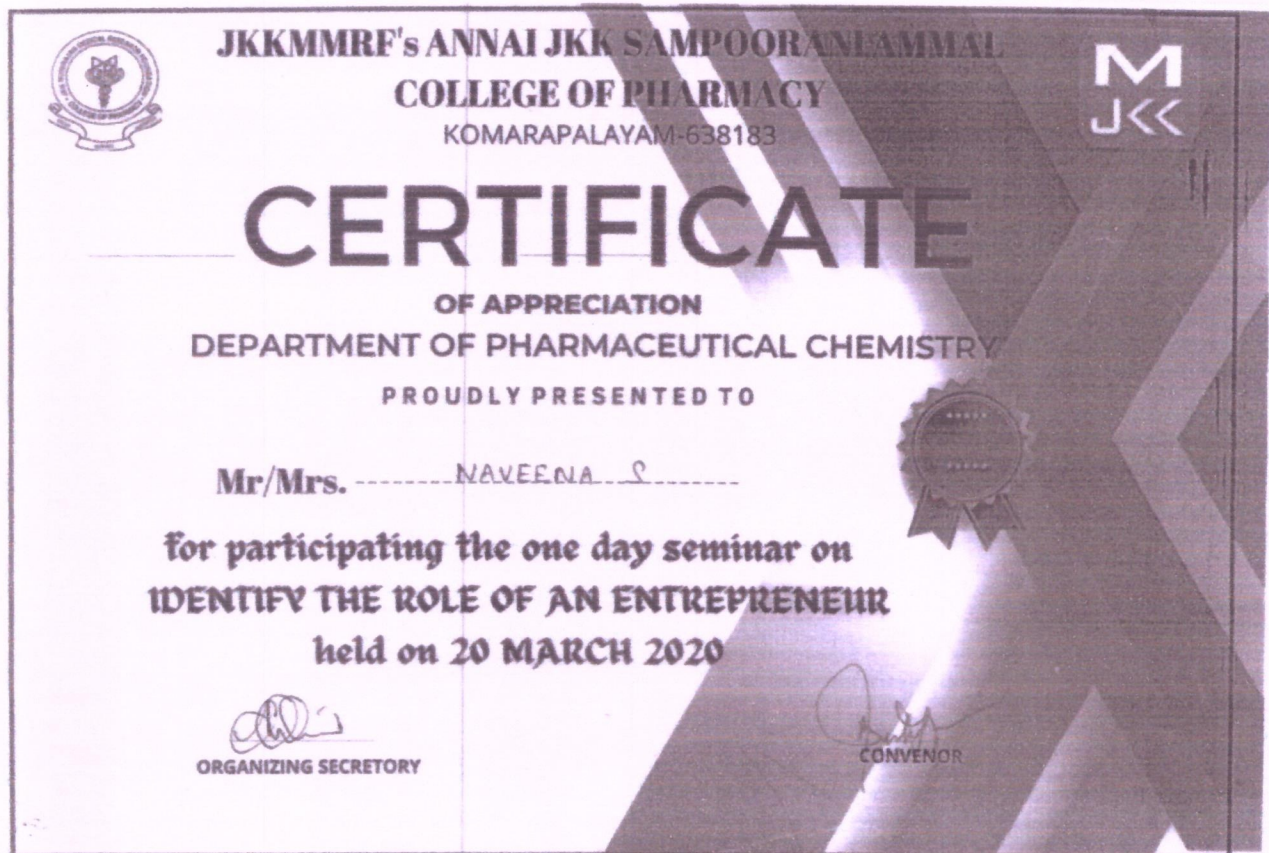 JKKMMRF's ANNAI JKK SAMPOORANI AMMAL
COLLEGE OF PHARMACY
KOMARAPALAYAM-638183
M
JKK
CERTIFICATE
OF APPRECIATION
DEPARTMENT OF PHARMACEUTICAL CHEMISTRY
PROUDLY PRESENTED TO
Mr/Mrs. NAVEENA S
for participating the one day seminar on
IDENTIFY THE ROLE OF AN ENTREPRENEUR
held on 20 MARCH 2020
ORGANIZING SECRETORY
CONVENOR